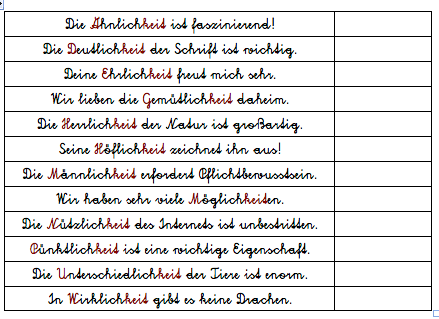 Die Ähnlichkeit ist faszinierend!
Die Deutlichkeit der Schrift ist wichtig.
Deine Ehrlichkeit freut mich sehr.
Wir lieben die Gemütlichkeit daheim.
Die Herrlichkeit der Natur ist großartig.
Seine Höflichkeit zeichnet ihn aus!
Die Männlichkeit erfordert Pflichtbewusstsein.
Wir haben sehr viele Möglichkeiten.
Die Nützlichkeit des Internets ist unbestritten.
Pünktlichkeit ist eine wichtige Eigenschaft.
Die Unterschiedlichkeit der Tiere ist enorm.
In Wirklichkeit gibt es keine Drachen.